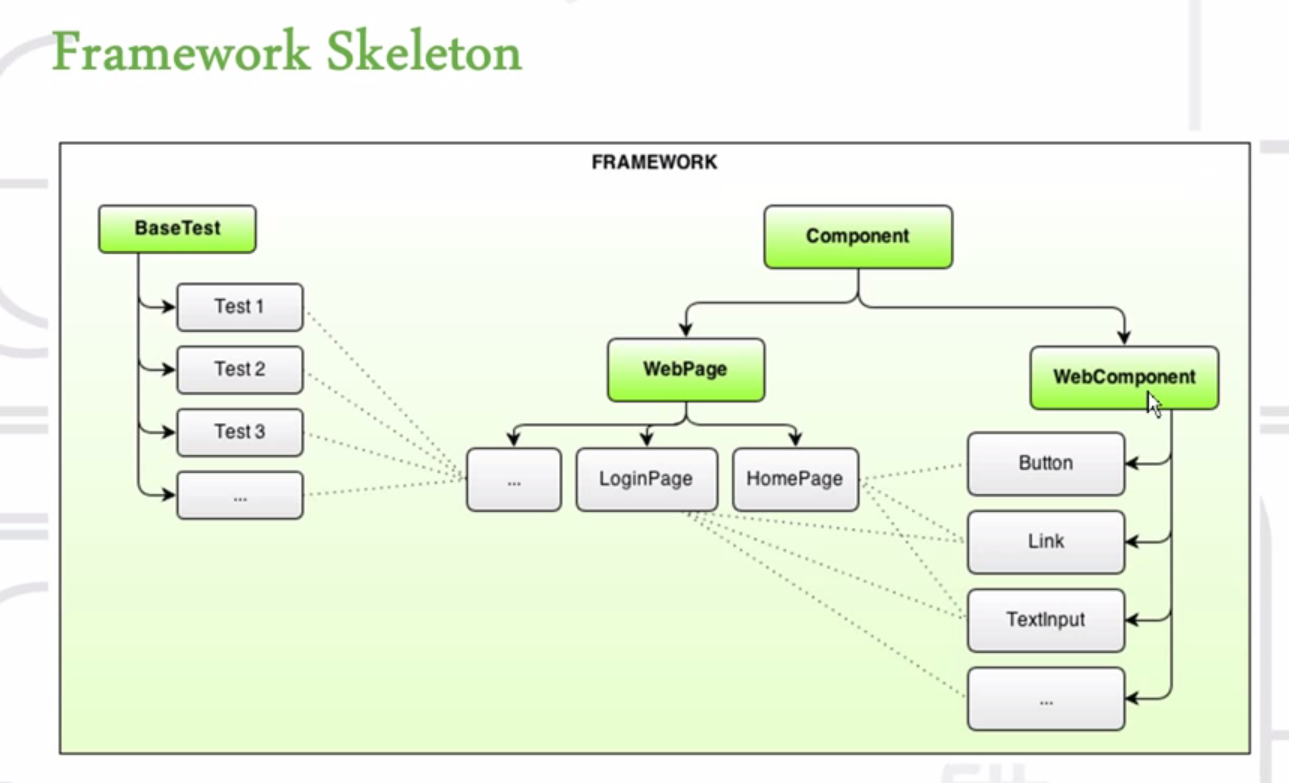 Framework Skeleton
FRAMEWORK
BaseTest
Test 1
Test 2
Test 3
...
Component
WebPage
WebComponent
...
LoginPage
HomePage
Button
Link
TextInput
...